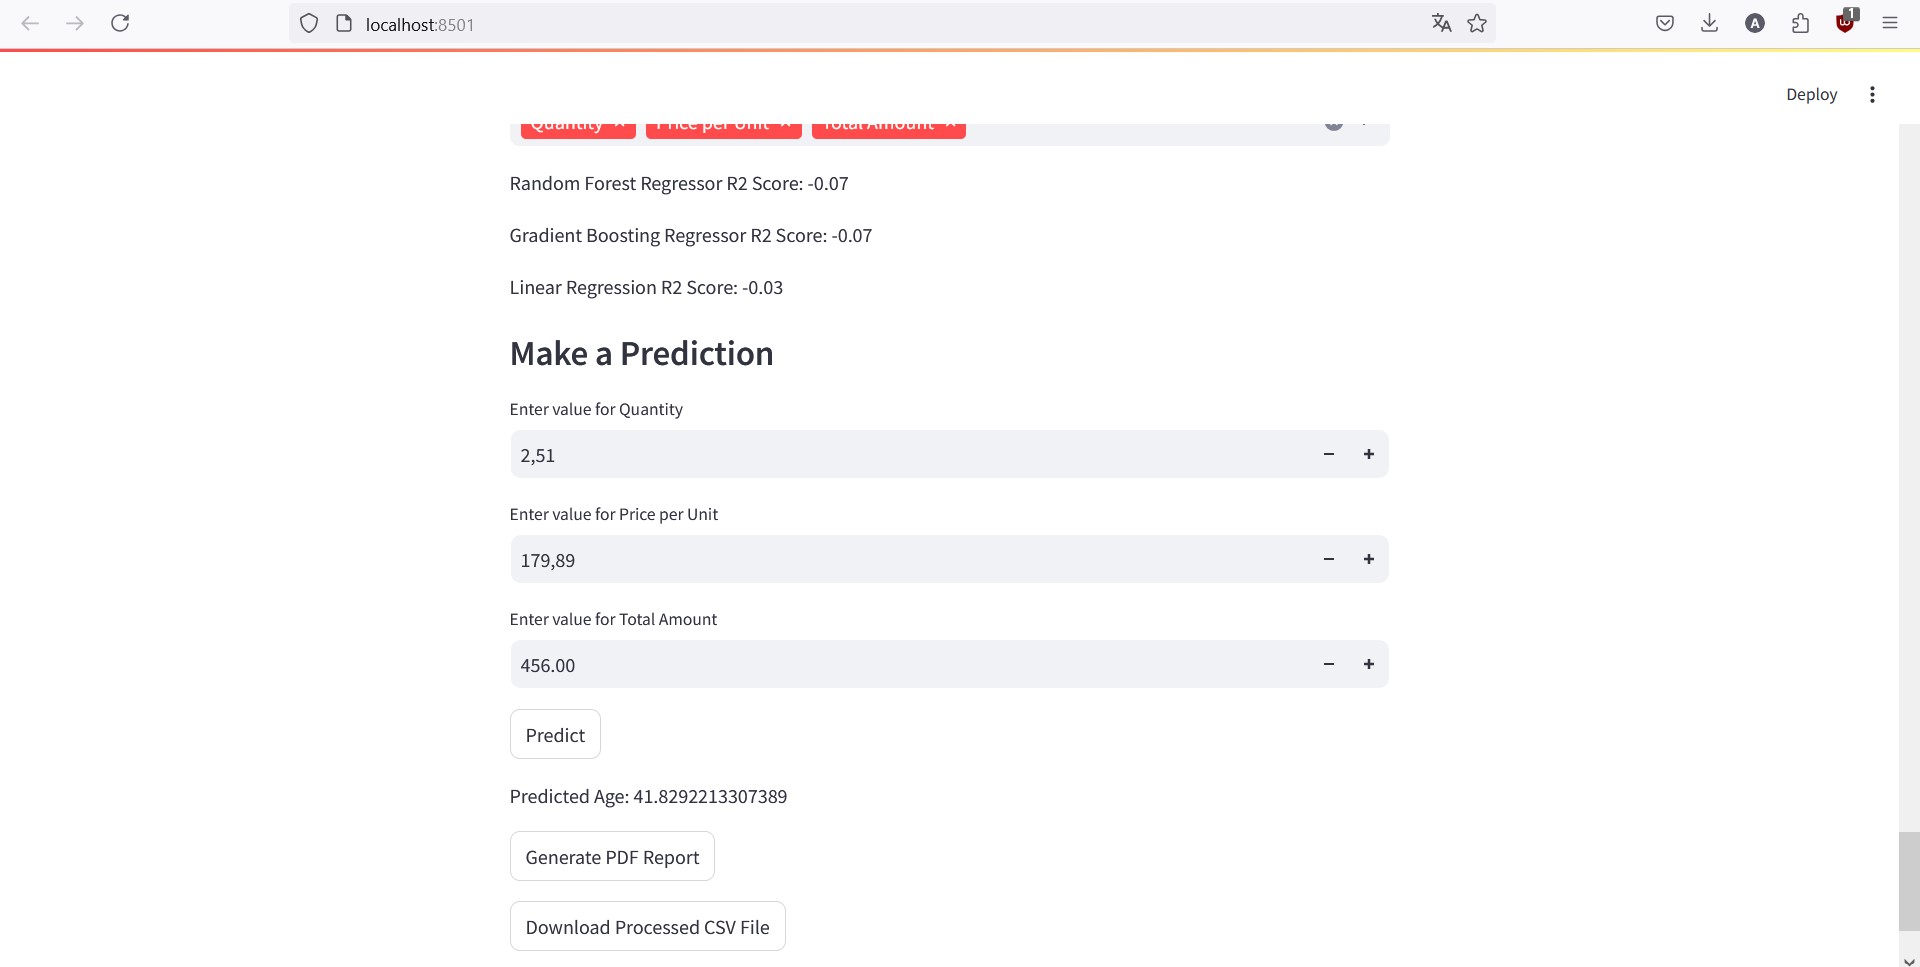 localhost:8501
A
1
Deploy
Quantity × Price per Unit × Total Amount ×
Random Forest Regressor R2 Score: -0.07
Gradient Boosting Regressor R2 Score: -0.07
Linear Regression R2 Score: -0.03
Make a Prediction
Enter value for Quantity
2,51
Enter value for Price per Unit
179,89
Enter value for Total Amount
456.00
Predict
Predicted Age: 41.8292213307389
Generate PDF Report
Download Processed CSV File